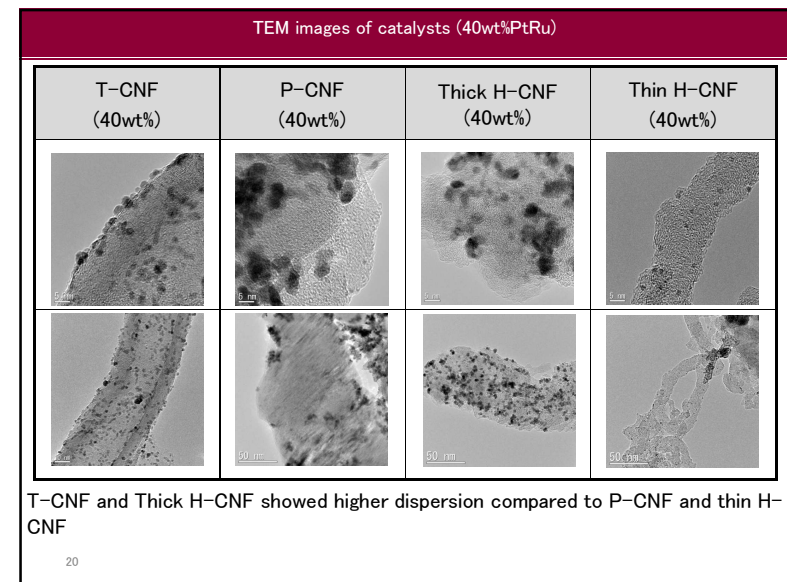 TEM images of catalysts (40wt%PtRu)
T-CNF
(40wt%)
P-CNF
(40wt%)
Thick H-CNF
(40wt%)
Thin H-CNF
(40wt%)
5 nm
5 nm
5 nm
5 nm
50 nm
50 nm
50 nm
T-CNF and Thick H-CNF showed higher dispersion compared to P-CNF and thin H-
CNF
20